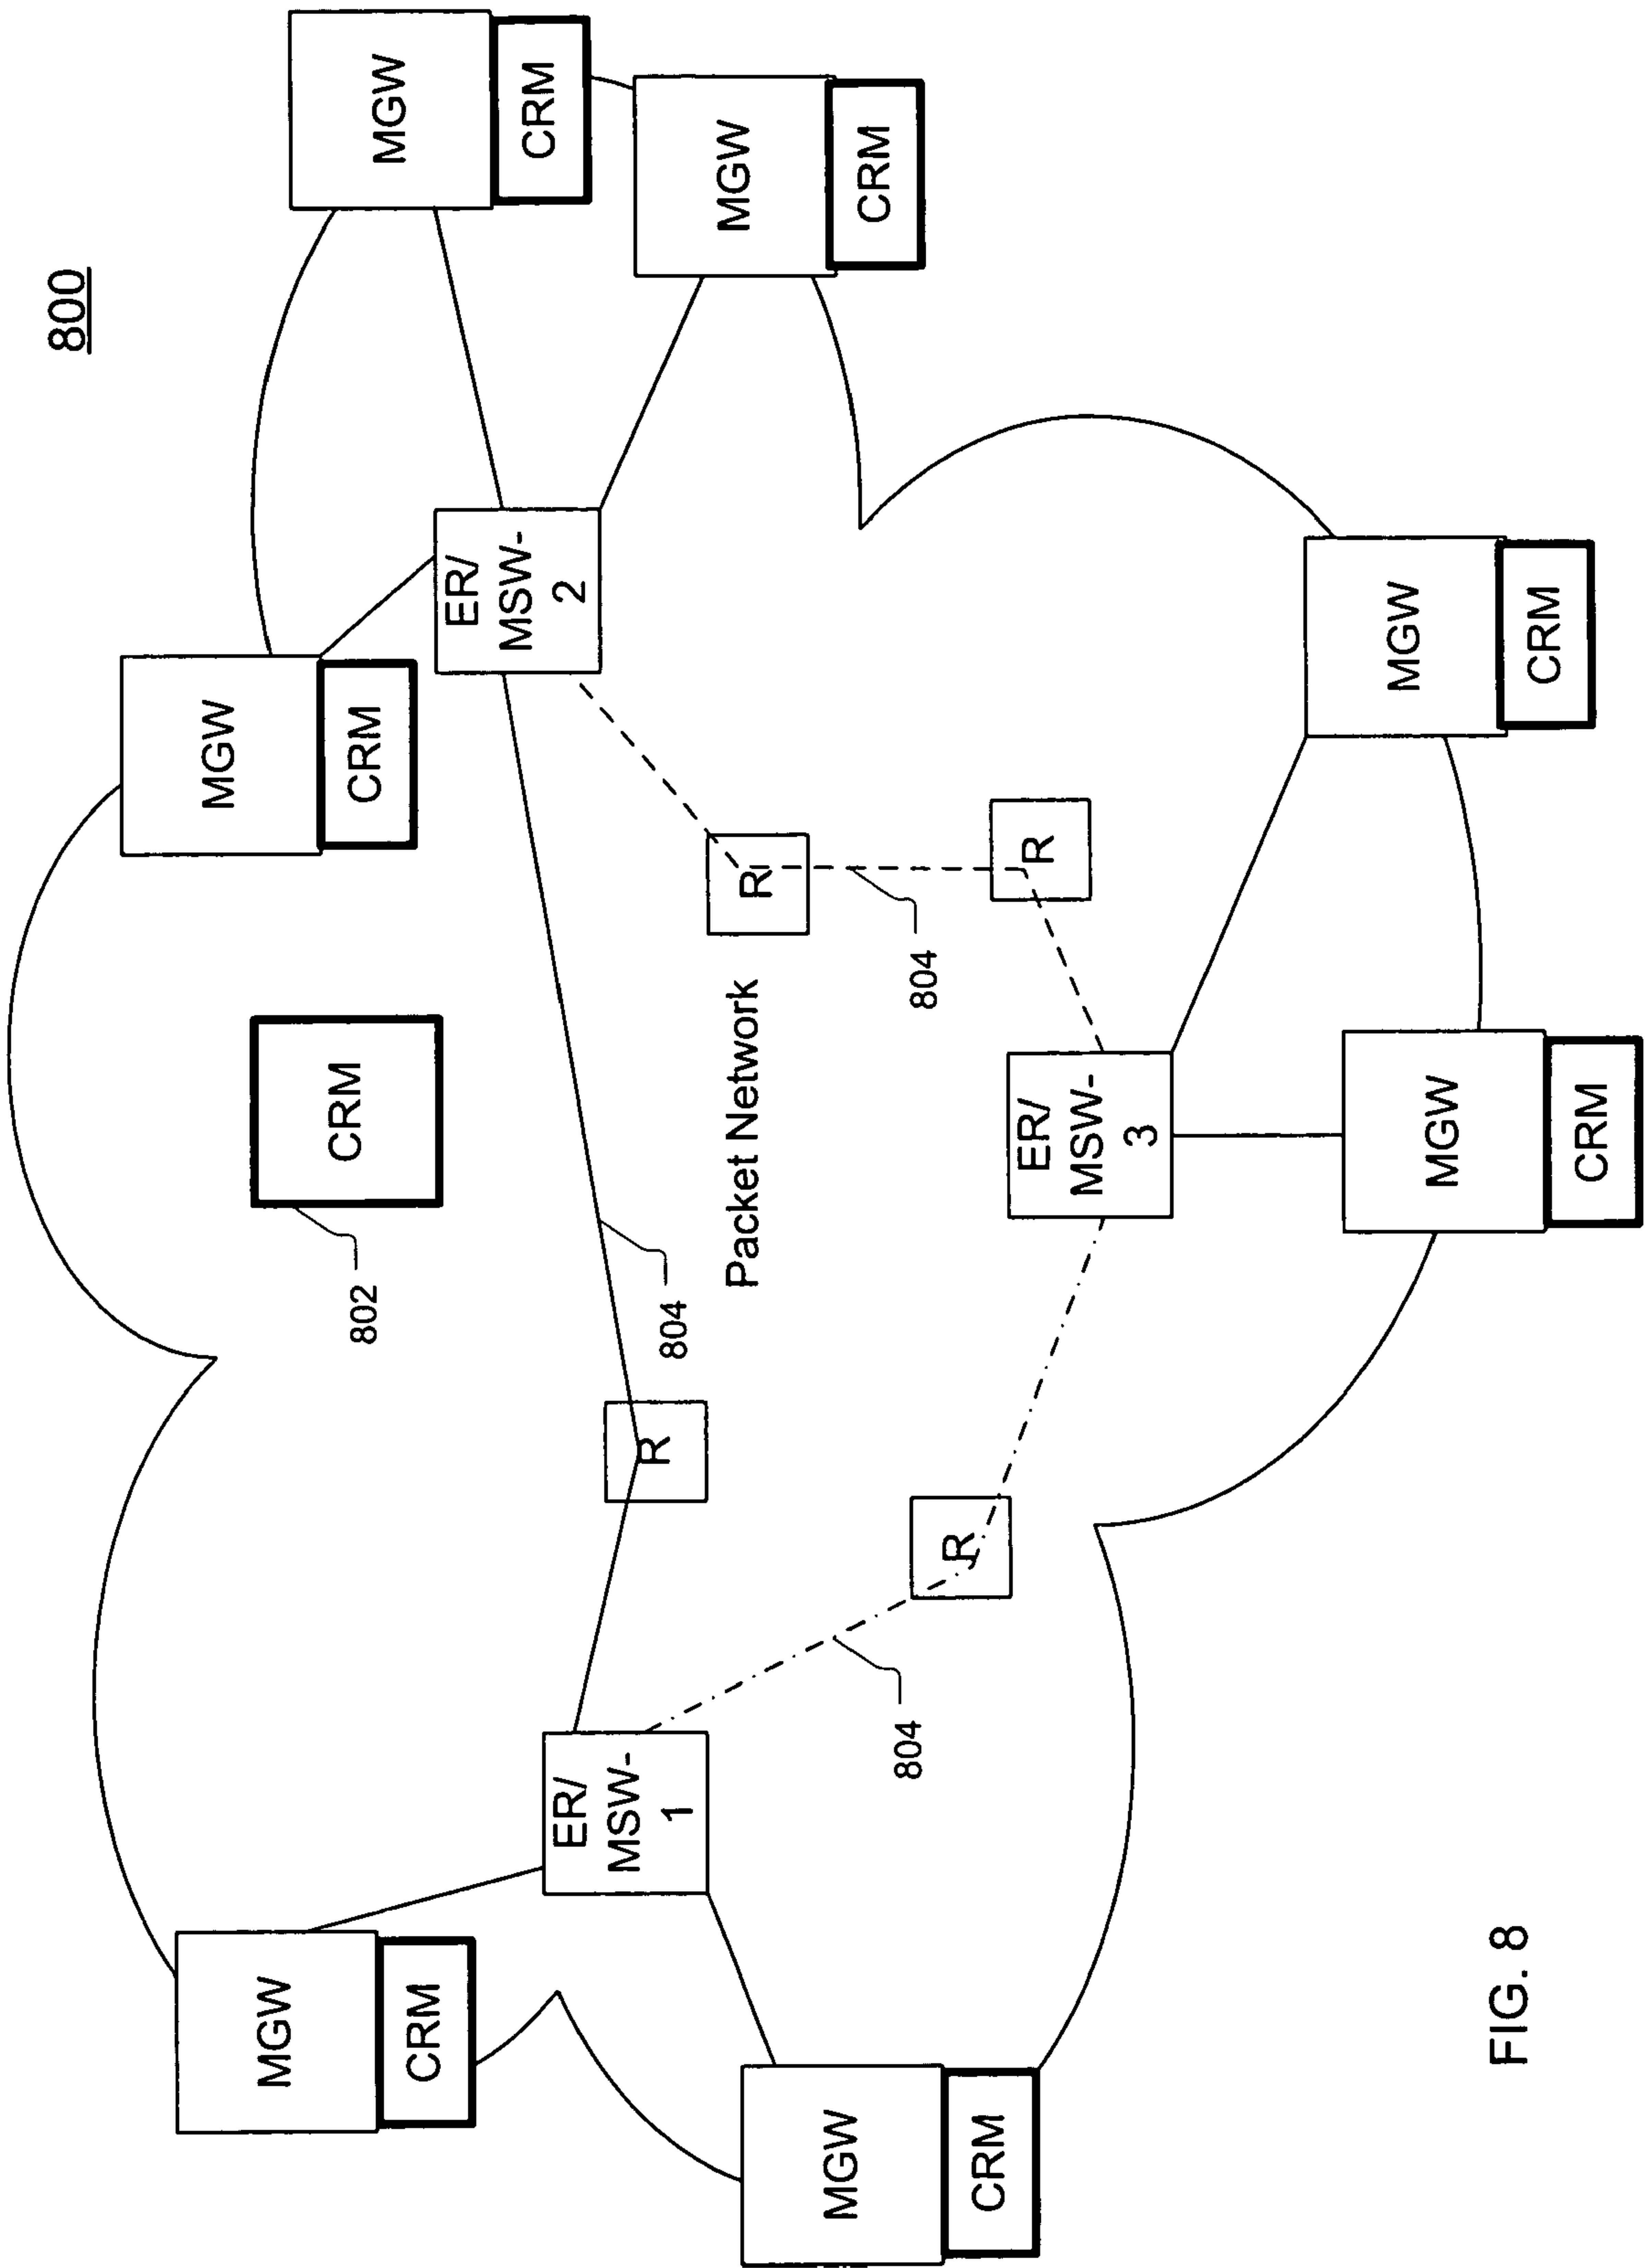 800
MGW
CRM
MGW
CRM
CRM
802
MGW
CRM
ER/
MSW-
2
ER/
MSW-
1
R
804
Packet Network
R
MGW
CRM
MGW
CRM
804
804
R
R
ER/
MSW-
3
MGW
CRM
MGW
CRM
FIG. 8